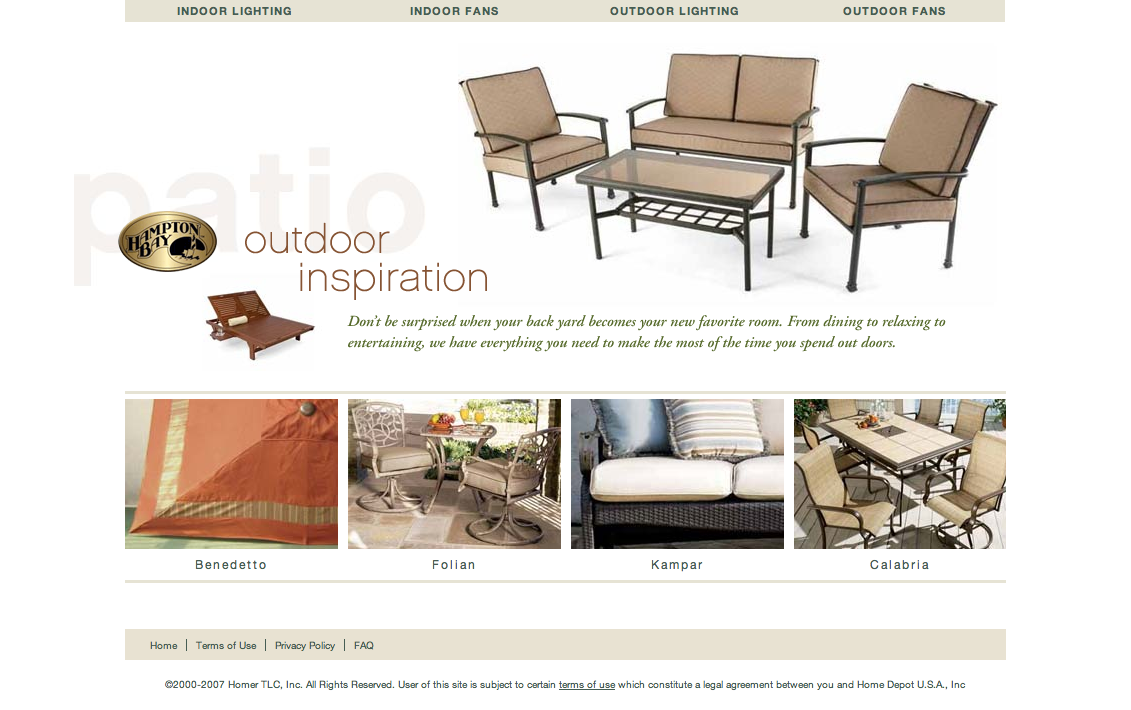 INDOOR LIGHTING INDOOR FANS OUTDOOR LIGHTING OUTDOOR FANS
patio
HAMPTON
BAY
outdoor
inspiration
Don't be surprised when your back yard becomes your new favorite room. From dining to relaxing to
entertaining, we have everything you need to make the most of the time you spend out doors.
Benedetto Folian Kampar Calabria
Home | Terms of Use | Privacy Policy | FAQ
©2000-2007 Homer TLC, Inc. All Rights Reserved. User of this site is subject to certain terms of use which constitute a legal agreement between you and Home Depot U.S.A., Inc